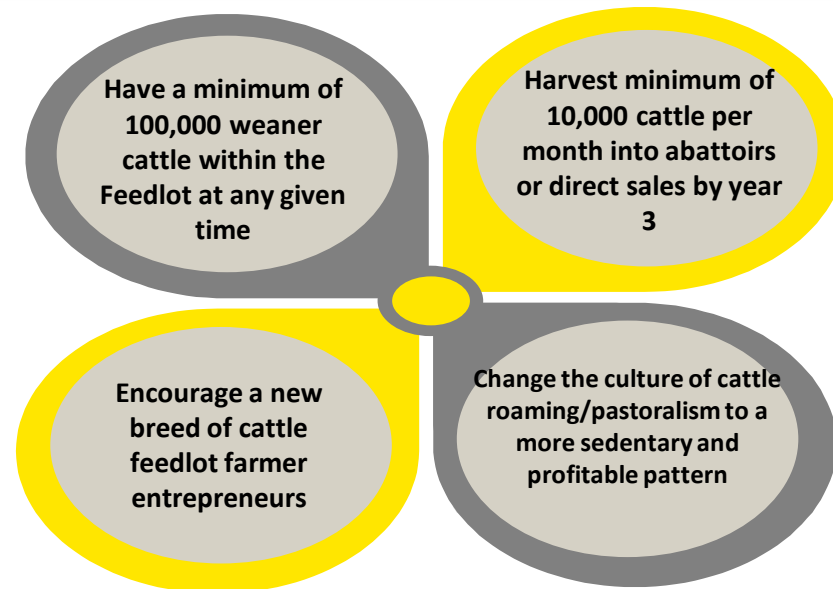 Have a minimum of
100,000 weaner
cattle within the
Feedlot at any given
time
Harvest minimum of
10,000 cattle per
month into abattoirs
or direct sales by year
3
Encourage a new
breed of cattle
feedlot farmer
entrepreneurs
Change the culture of cattle
roaming/pastoralism to a
more sedentary and
profitable pattern